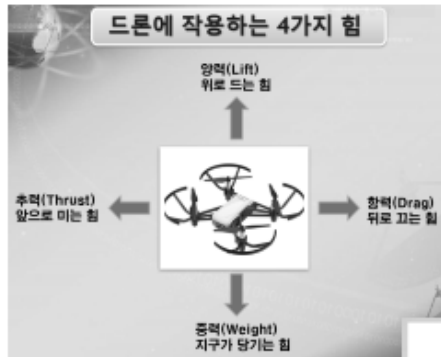 드론에 작용하는 4가지 힘
양력(Lift)
위로 드는 힘
추력(Thrust)
앞으로 미는 힘
항력(Drag)
뒤로 끄는 힘
중력(Weight)
지구가 당기는 힘